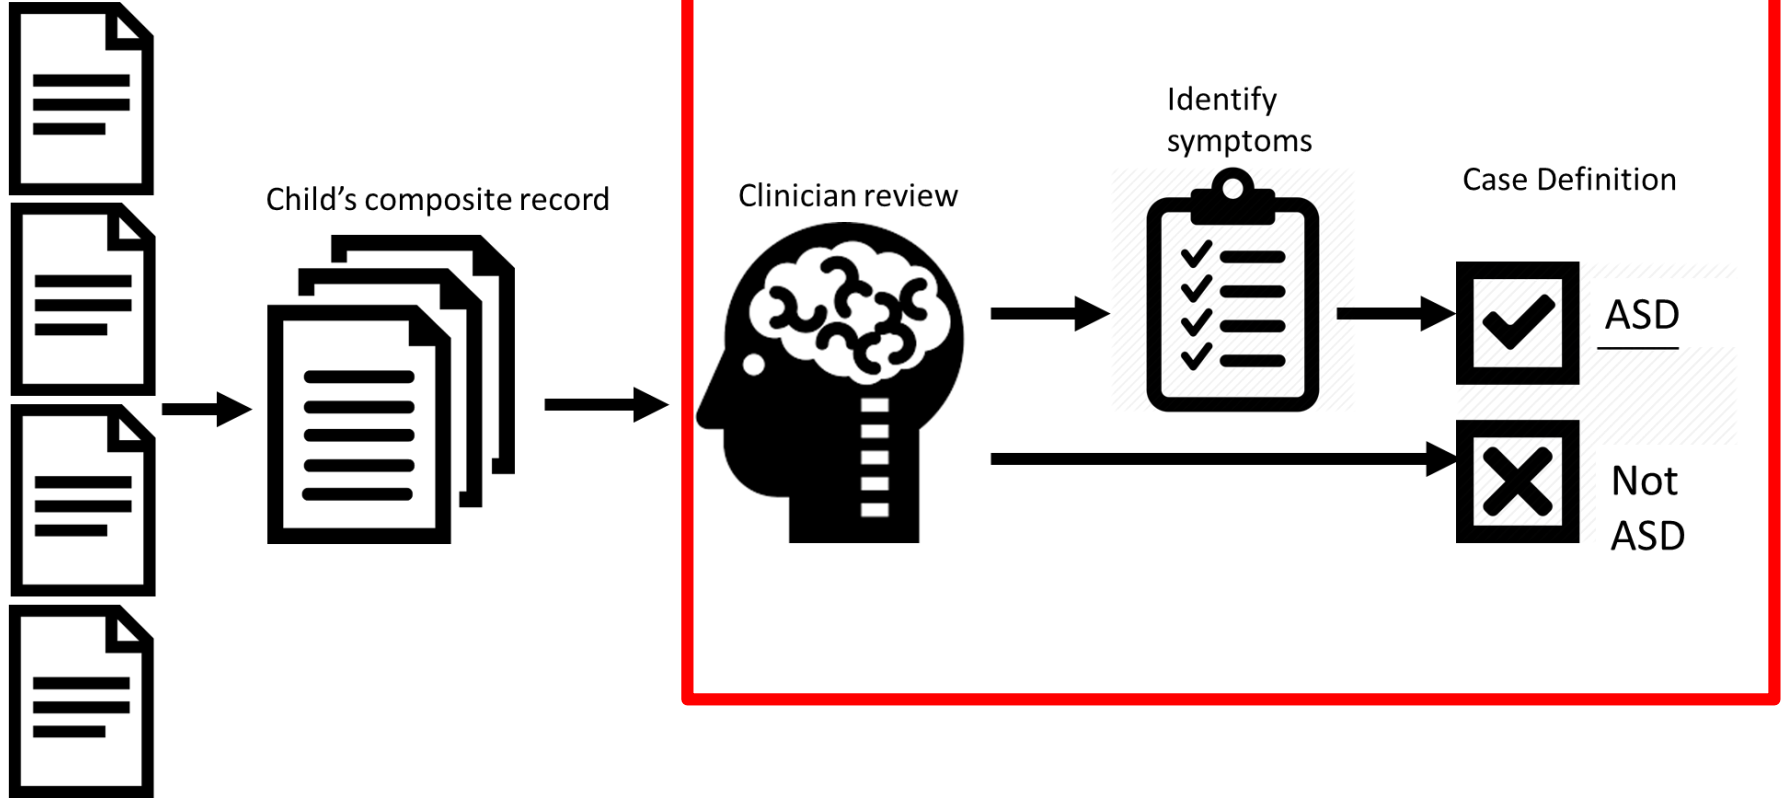 Child's composite record
Clinician review
Identify
symptoms
Case Definition
ASD
Not
ASD